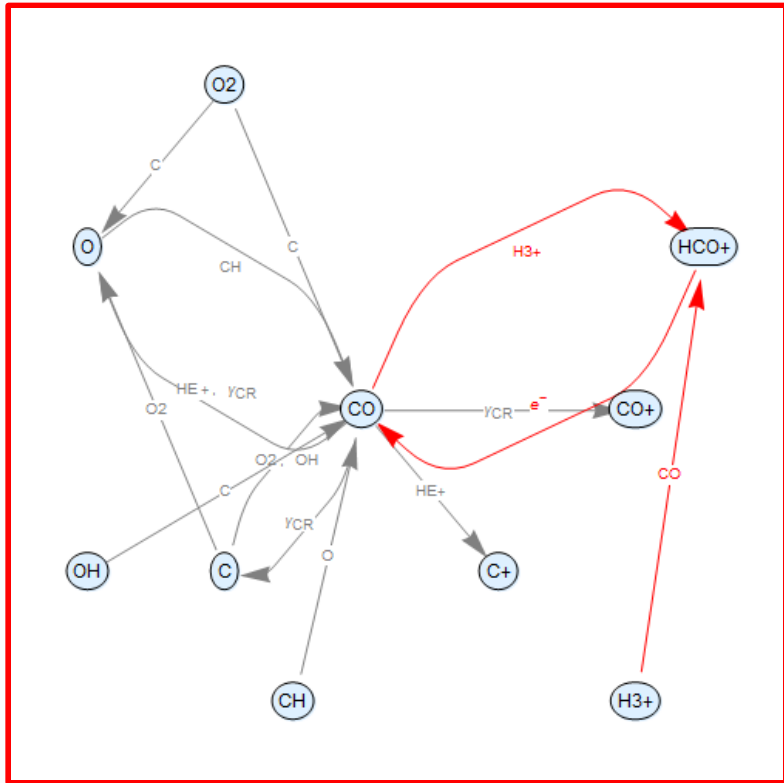 O2
C
O
C
HCO+
CH
H3+
HE+, γCR
O2
CO
γCR
e⁻
CO+
O2, OH
C
HE+
CO
γCR
O
OH
C
C+
CH
H3+